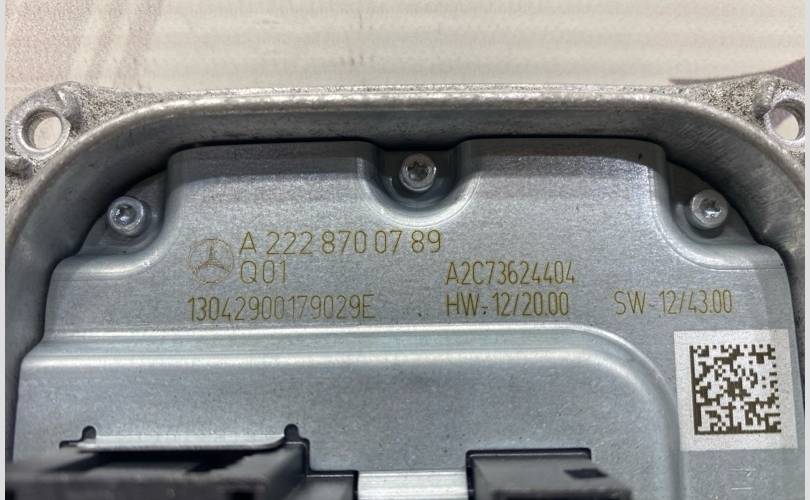 A 222 870 07 89
Q01
A2C73624404
13042900179029E
HW-12/20.00
SW-12/43.00